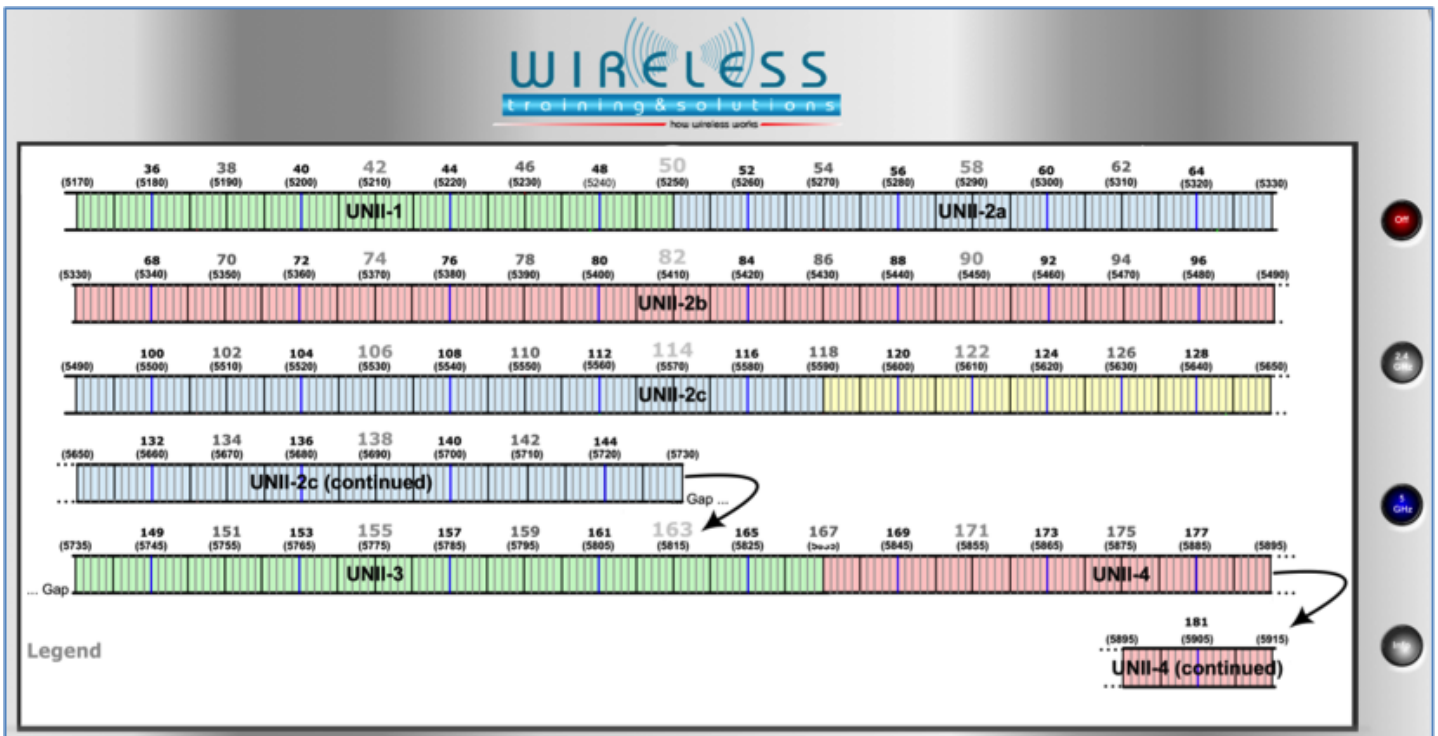 WIRELESS
training&solutions
how wireless works
36 38 40 42 44 46 48 50 52 54 56 58 60 62 64
(5170) (5180) (5190) (5200) (5210) (5220) (5230) (5240) (5250) (5260) (5270) (5280) (5290) (5300) (5310) (5320) (5330)
UNII-1 UNII-2a
Off
68 70 72 74 76 78 80 82 84 86 88 90 92 94 96
(5330) (5340) (5350) (5360) (5370) (5380) (5390) (5400) (5410) (5420) (5430) (5440) (5450) (5460) (5470) (5480) (5490)
UNII-2b
100 102 104 106 108 110 112 114 116 118 120 122 124 126 128
(5490) (5500) (5510) (5520) (5530) (5540) (5550) (5560) (5570) (5580) (5590) (5600) (5610) (5620) (5630) (5640) (5650)
2.4
GHz
UNII-2c
132 134 136 138 140 142 144
(5650) (5660) (5670) (5680) (5690) (5700) (5710) (5720) (5730)
UNII-2c (continued)
Gap ...
5
GHz
149 151 153 155 157 159 161 163 165 167 169 171 173 175 177
(5735) (5745) (5755) (5765) (5775) (5785) (5795) (5805) (5815) (5825) (5845) (5855) (5865) (5875) (5885) (5895)
UNII-3 UNII-4
... Gap
181
(5895) (5905) (5915)
Legend
Info
UNII-4 (continued)